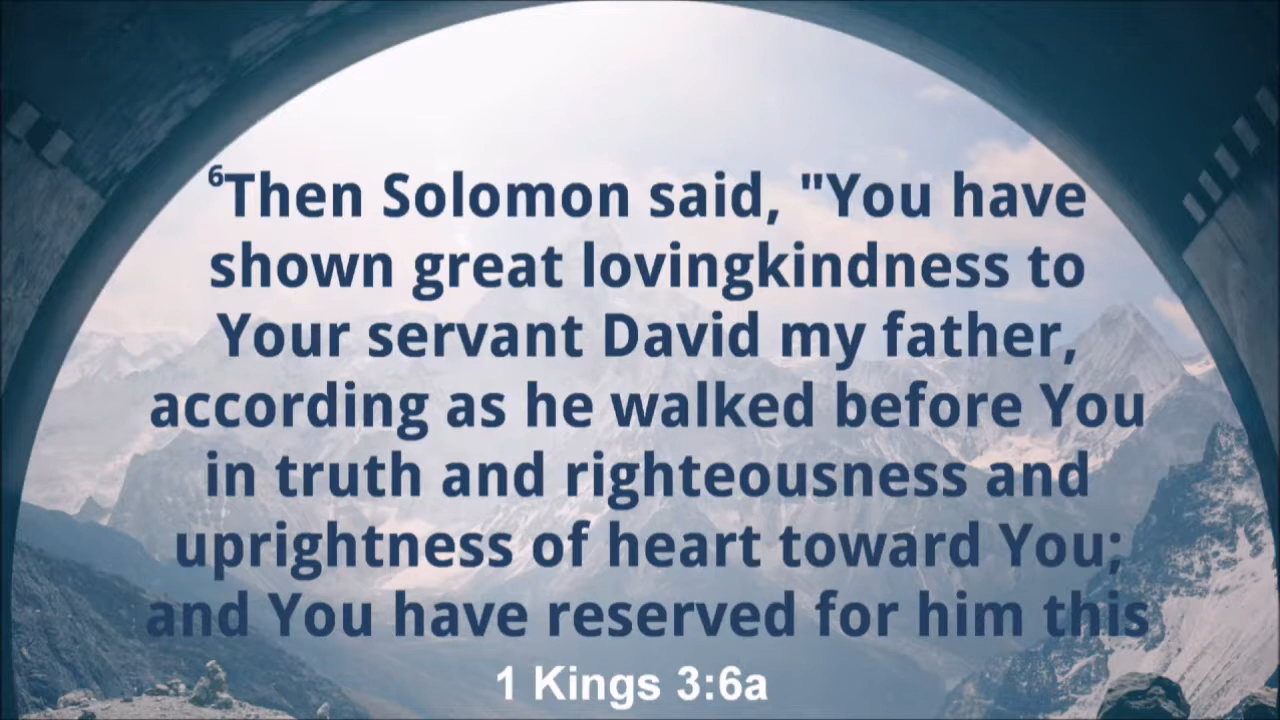 ⁶Then Solomon said, "You have
shown great lovingkindness to
Your servant David my father,
according as he walked before You
in truth and righteousness and
uprightness of heart toward You;
and You have reserved for him this
1 Kings 3:6a